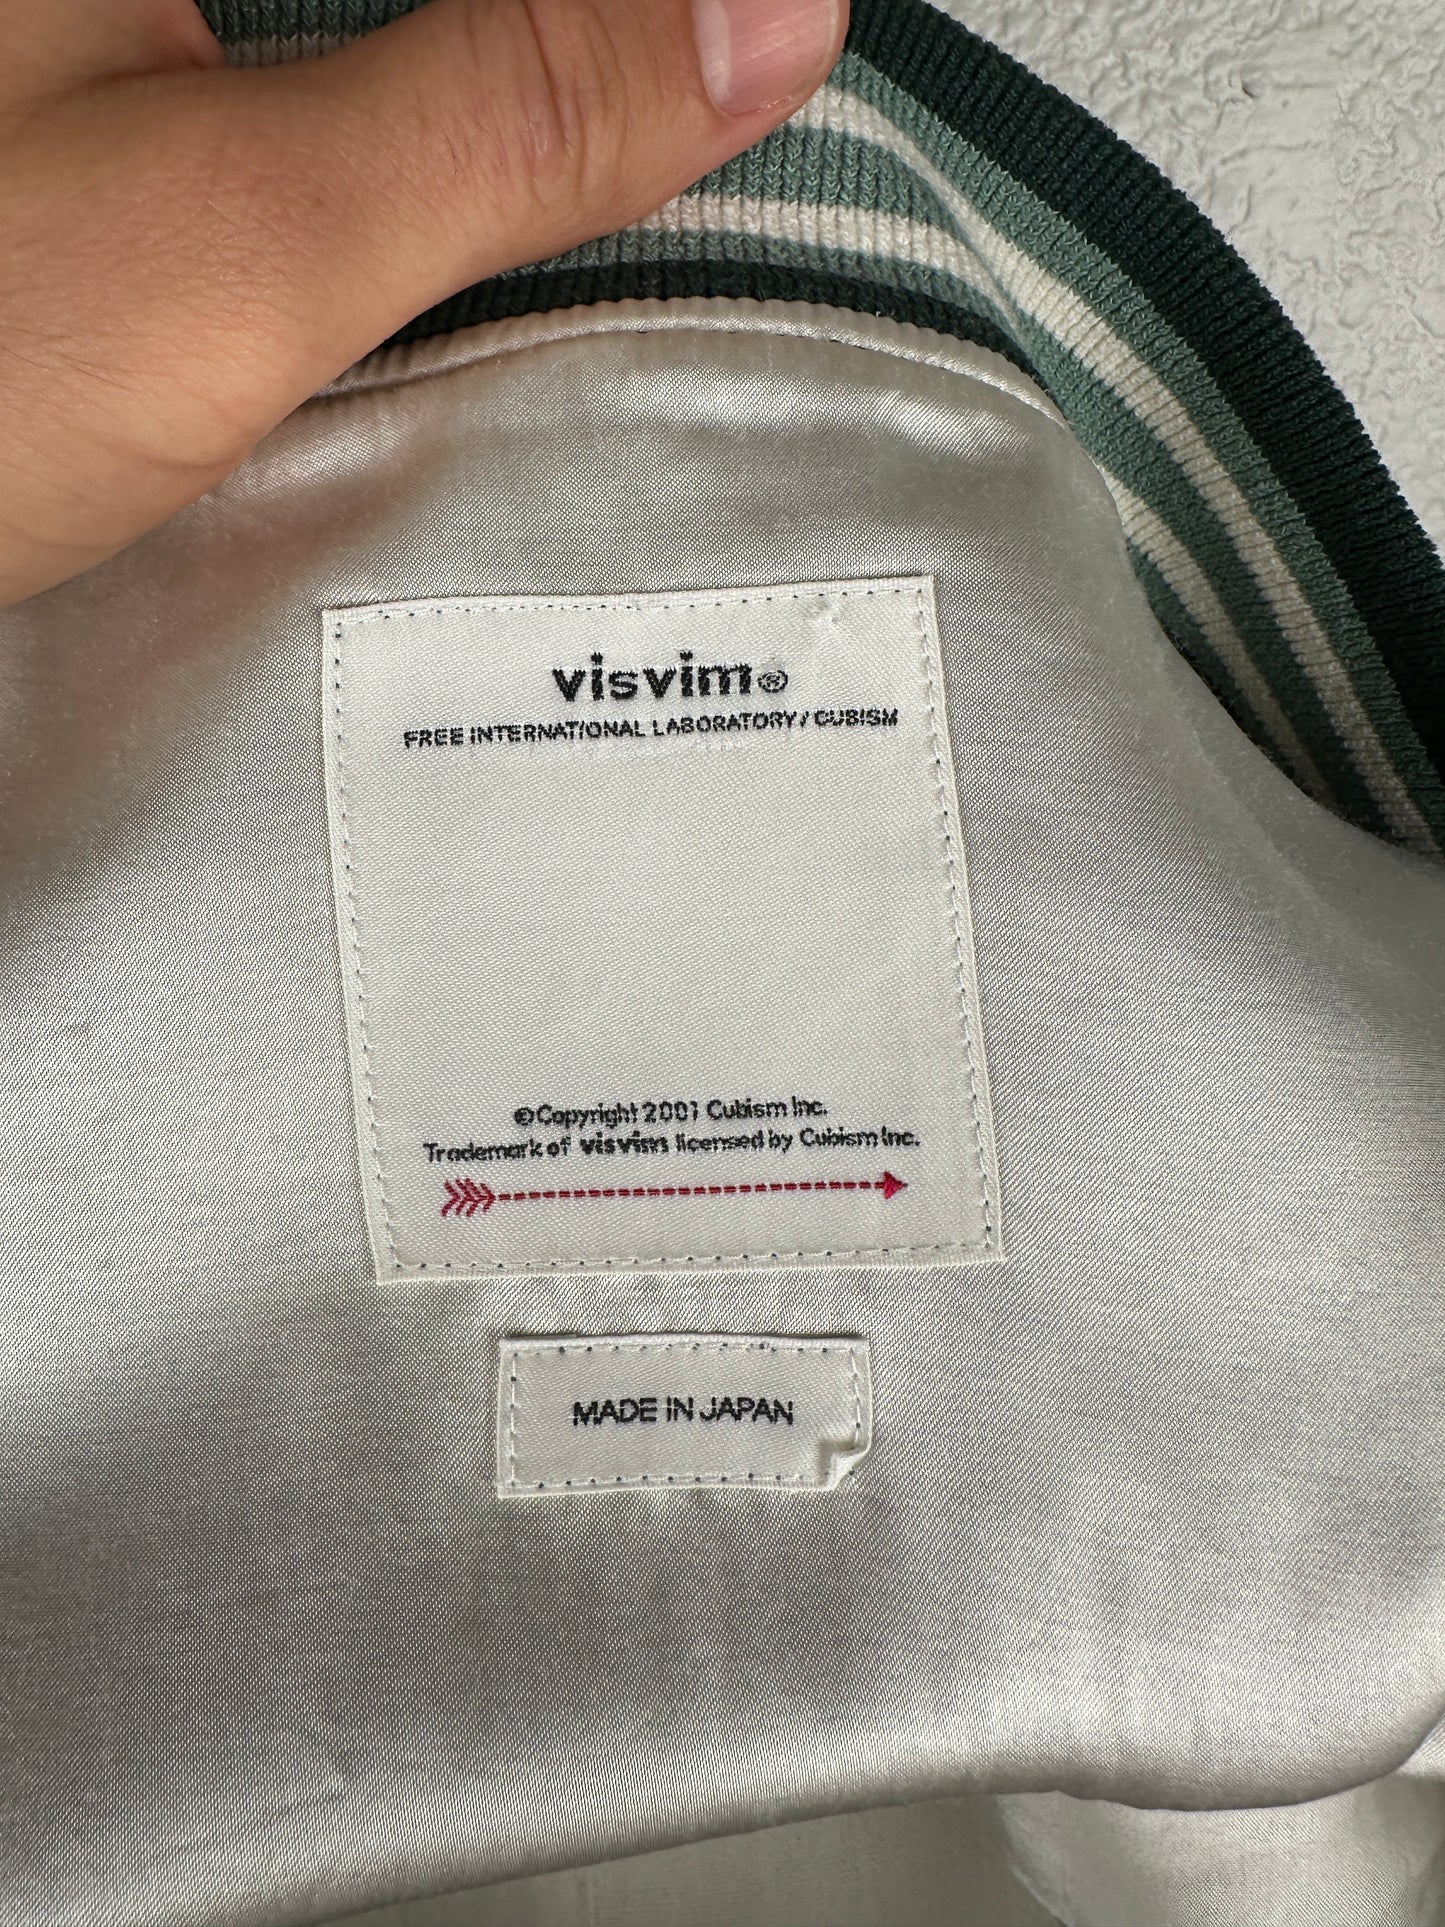 visvim®
FREE INTERNATIONAL LABORATORY / CUBISM
©Copyright 2001 Cubism Inc.
Trademark of visvim licensed by Cubism Inc.
MADE IN JAPAN